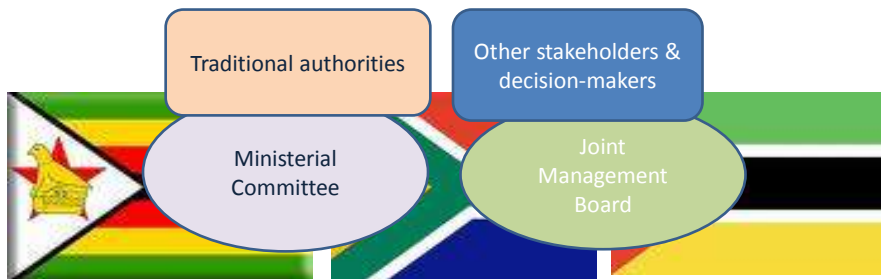 Traditional authorities
Other stakeholders &
decision-makers
Ministerial
Committee
Joint
Management
Board